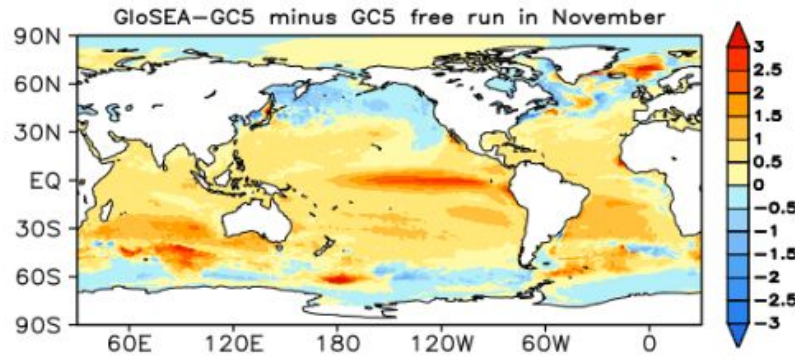 GloSEA-GC5 minus GC5 free run in November
90N
60N
30N
EQ
30S
60S
90S
60E 120E 180 120W 60W 0
3
2.5
2
1.5
1
0.5
0
-0.5
-1
-1.5
-2
-2.5
-3